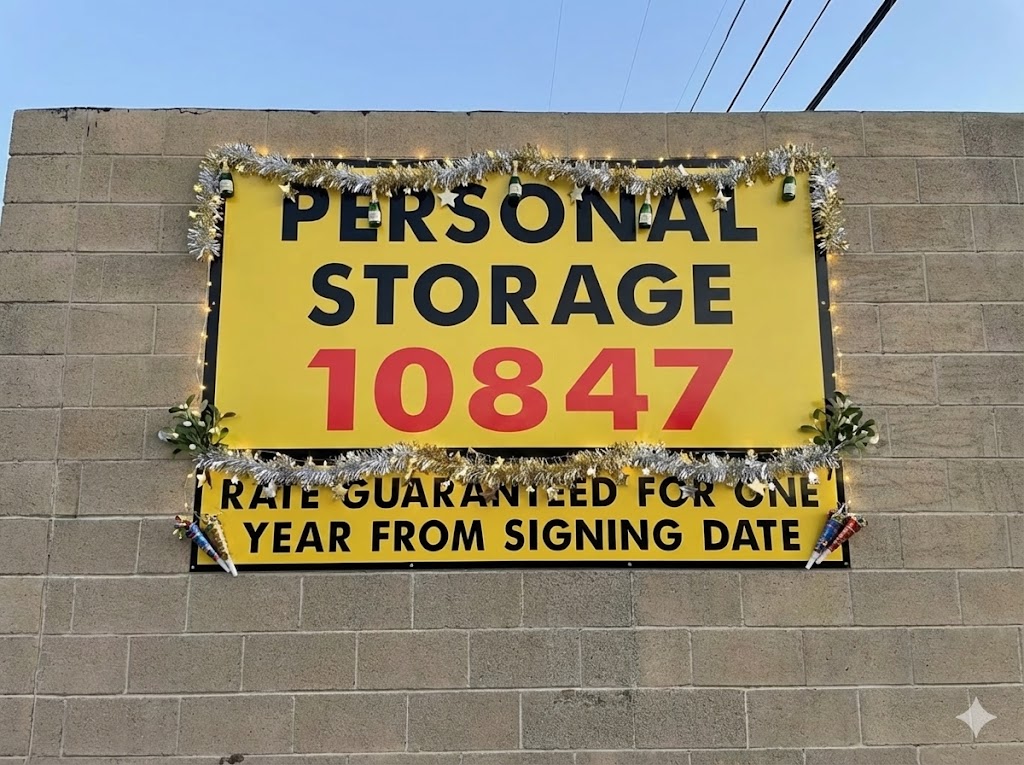 PERSONAL
STORAGE
10847
RATE GUARANTEED FOR ONE
YEAR FROM SIGNING DATE